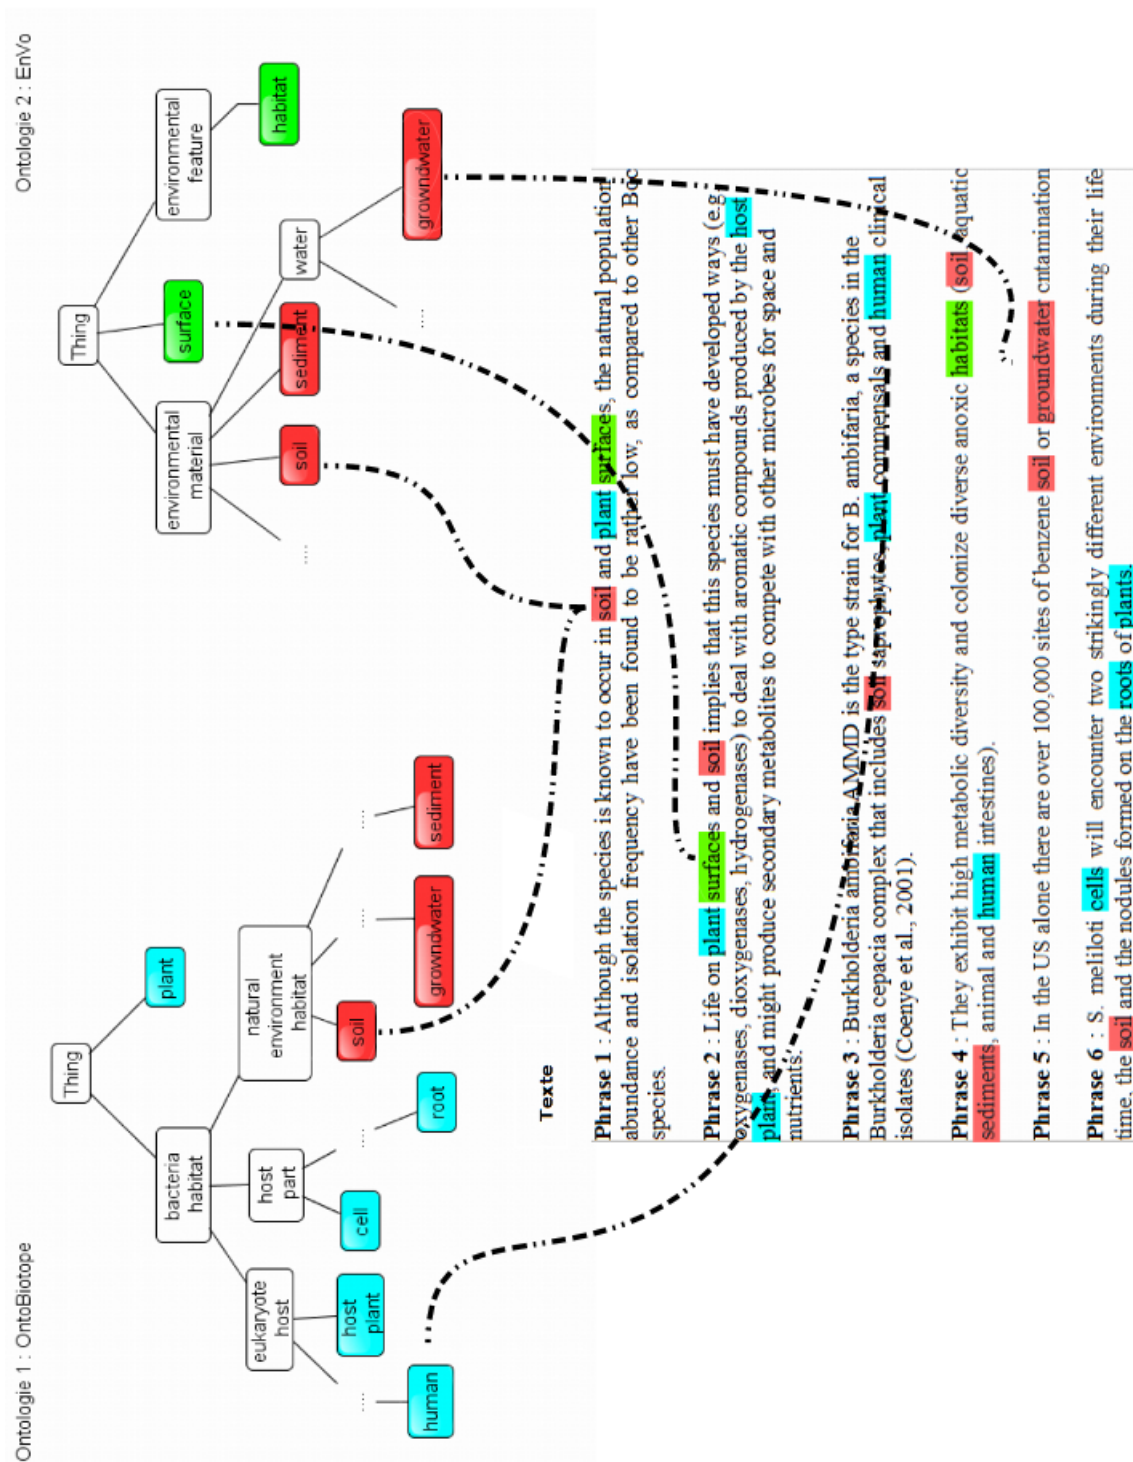 Ontologie 1 : OntoBiotope
Thing
bacteria
habitat
plant
eukaryote
host
host
part
natural
environment
habitat
....
human
host
plant
cell
....
root
soil
....
growndwater
....
sediment
Ontologie 2 : EnVo
Thing
environmental
material
surface
environmental
feature
....
soil
sediment
water
habitat
....
growndwater
Texte
Phrase 1 : Although the species is known to occur in soil and plant surfaces, the natural population
abundance and isolation frequency have been found to be rather low, as compared to other Bcc
species.
Phrase 2 : Life on plant surfaces and soil implies that this species must have developed ways (e.g.
oxygenases, dioxygenases, hydrogenases) to deal with aromatic compounds produced by the host
plant, and might produce secondary metabolites to compete with other microbes for space and
nutrients.
Phrase 3 : Burkholderia ambifaria AMMD is the type strain for B. ambifaria, a species in the
Burkholderia cepacia complex that includes soil saprophytes, plant commensals and human clinical
isolates (Coenye et al., 2001).
Phrase 4 : They exhibit high metabolic diversity and colonize diverse anoxic habitats (soil aquatic
sediments, animal and human intestines).
Phrase 5 : In the US alone there are over 100,000 sites of benzene soil or groundwater cntamination
Phrase 6 : S. meliloti cells will encounter two strikingly different environments during their life
time, the soil and the nodules formed on the roots of plants.